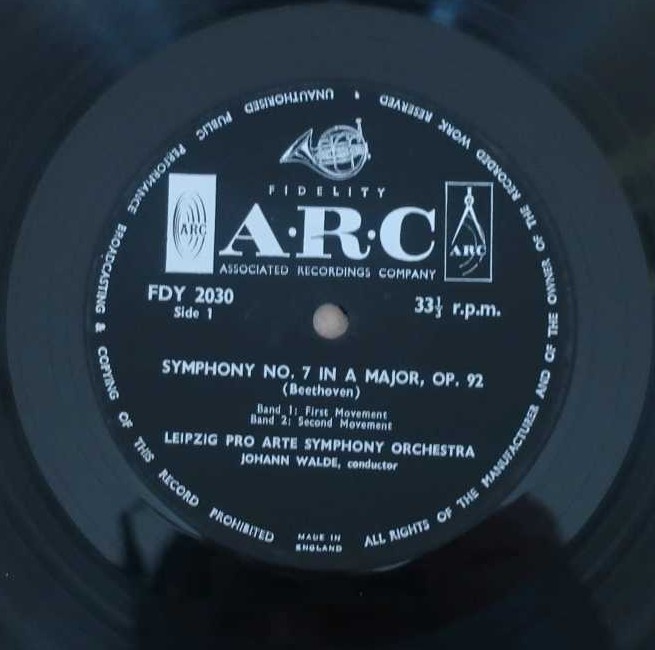 FIDELITY
ARC
A·R·C
ARC
ASSOCIATED RECORDINGS COMPANY
FDY 2030
Side 1
33⅓ r.p.m.
SYMPHONY NO. 7 IN A MAJOR, OP. 92
(Beethoven)
Band 1: First Movement
Band 2: Second Movement
LEIPZIG PRO ARTE SYMPHONY ORCHESTRA
JOHANN WALDE, conductor
MADE IN
ENGLAND
ALL RIGHTS OF THE MANUFACTURER AND OF THE OWNER OF THE RECORDED WORK RESERVED · UNAUTHORISED PUBLIC PERFORMANCE BROADCASTING & COPYING OF THIS RECORD PROHIBITED